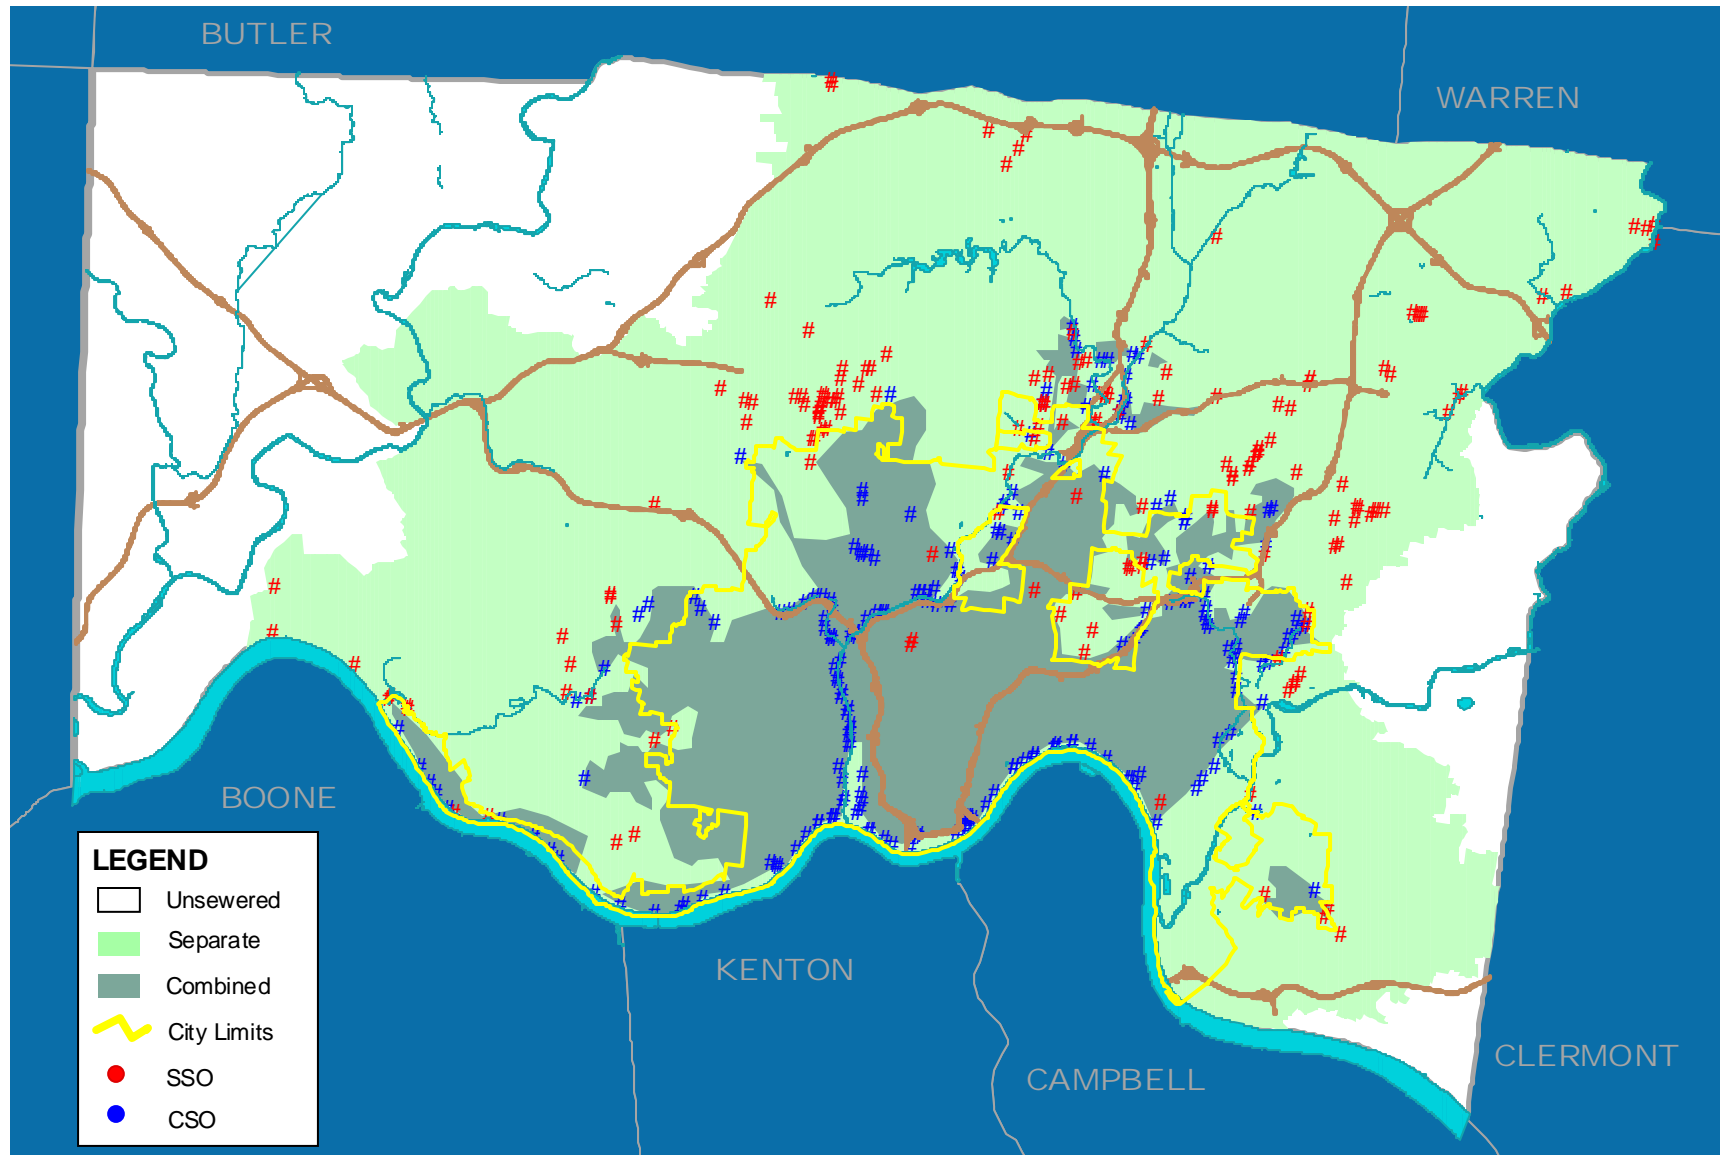 BUTLER
WARREN
BOONE
LEGEND
Unsewered
Separate
Combined
City Limits
SSO
CSO
KENTON
CAMPBELL
CLERMONT